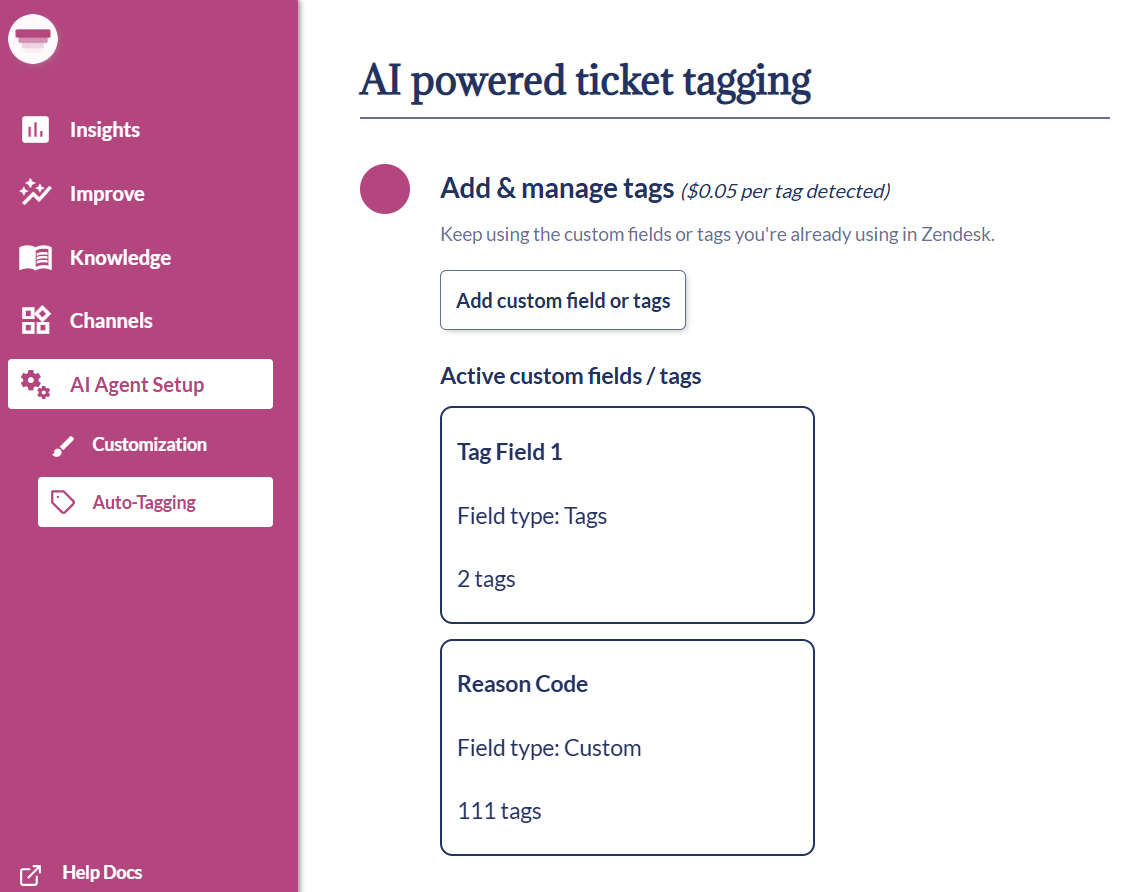 Insights
Improve
Knowledge
Channels
AI Agent Setup
Customization
Auto-Tagging
Help Docs
AI powered ticket tagging
Add & manage tags ($0.05 per tag detected)
Keep using the custom fields or tags you're already using in Zendesk.
Add custom field or tags
Active custom fields / tags
Tag Field 1
Field type: Tags
2 tags
Reason Code
Field type: Custom
111 tags